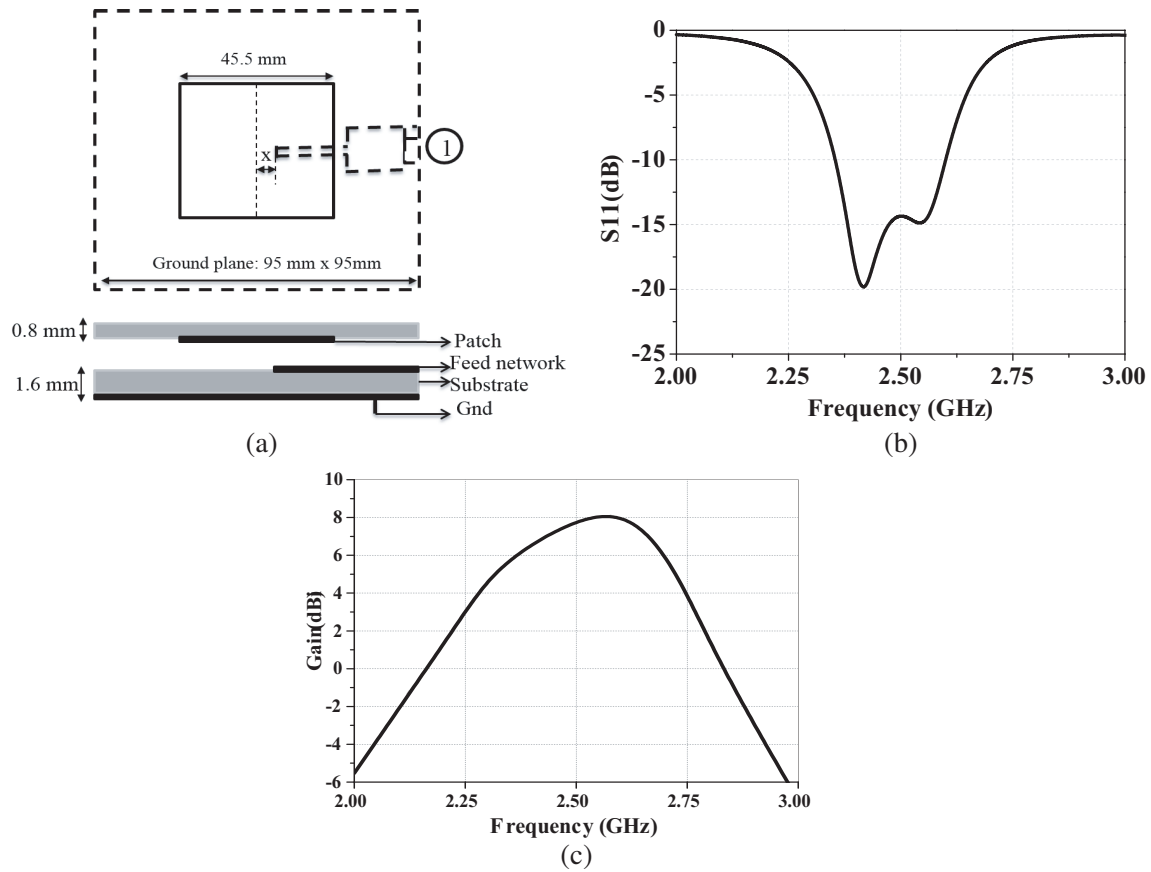 45.5 mm
x
1
Ground plane: 95 mm x 95mm
0.8 mm
Patch
Feed network
1.6 mm
Substrate
Gnd
(a)
0
-5
-10
-15
-20
-25
S11(dB)
2.00 2.25 2.50 2.75 3.00
Frequency (GHz)
(b)
10
8
6
4
2
0
-2
-4
-6
Gain(dBi)
2.00 2.25 2.50 2.75 3.00
Frequency (GHz)
(c)